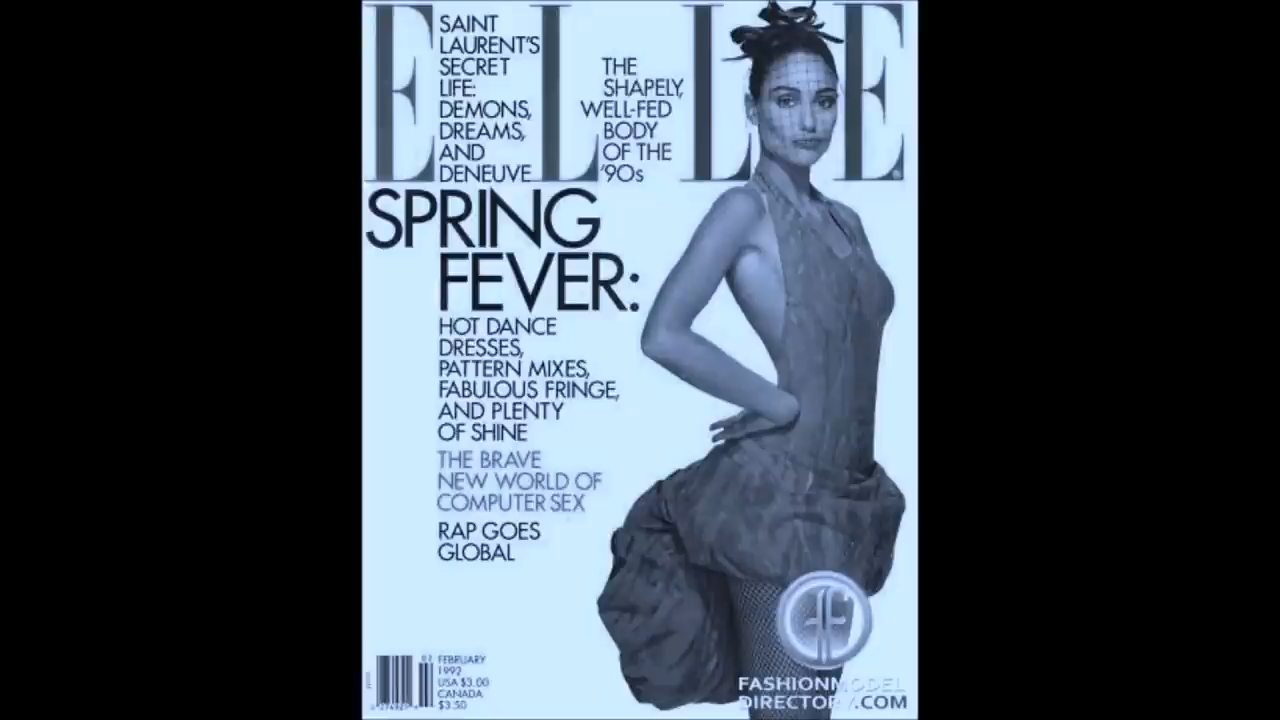 ELLE
SAINT
LAURENT'S
SECRET
LIFE:
DEMONS,
DREAMS,
AND
DENEUVE
THE
SHAPELY,
WELL-FED
BODY
OF THE
'90s
SPRING
FEVER:
HOT DANCE
DRESSES,
PATTERN MIXES,
FABULOUS FRINGE,
AND PLENTY
OF SHINE
THE BRAVE
NEW WORLD OF
COMPUTER SEX
RAP GOES
GLOBAL
02
FEBRUARY
1992
USA $3.00
CANADA
$3.50
FASHIONMODEL
DIRECTORY.COM